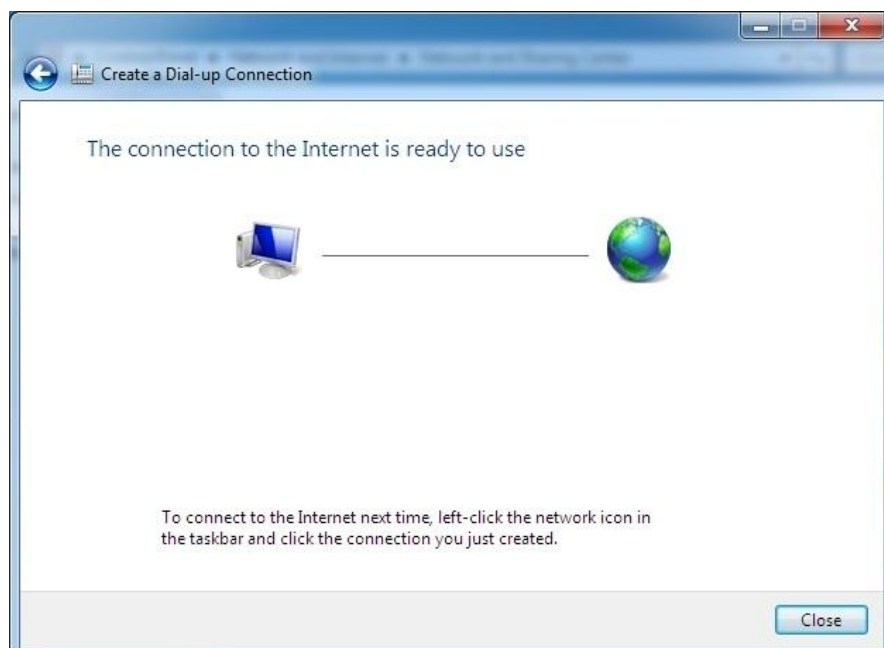 Create a Dial-up Connection
The connection to the Internet is ready to use
To connect to the Internet next time, left-click the network icon in
the taskbar and click the connection you just created.
Close